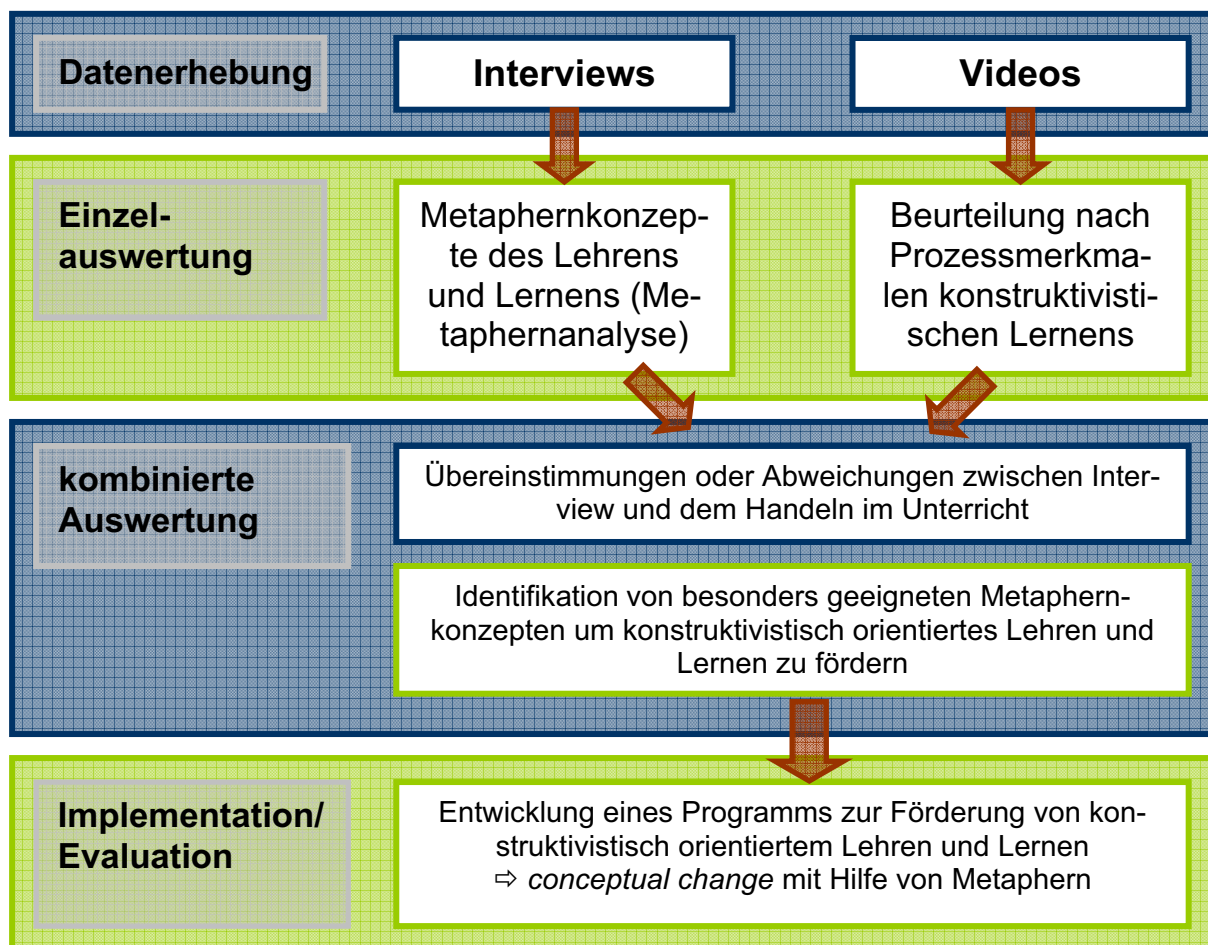 Datenerhebung
Interviews
Videos
Einzel-
auswertung
Metaphernkonzep-
te des Lehrens
und Lernens (Me-
taphernanalyse)
Beurteilung nach
Prozessmerkma-
len konstruktivisti-
schen Lernens
kombinierte
Auswertung
Übereinstimmungen oder Abweichungen zwischen Inter-
view und dem Handeln im Unterricht
Identifikation von besonders geeigneten Metaphern-
konzepten um konstruktivistisch orientiertes Lehren und
Lernen zu fördern
Implementation/
Evaluation
Entwicklung eines Programms zur Förderung von kon-
struktivistisch orientiertem Lehren und Lernen
⇨ conceptual change mit Hilfe von Metaphern